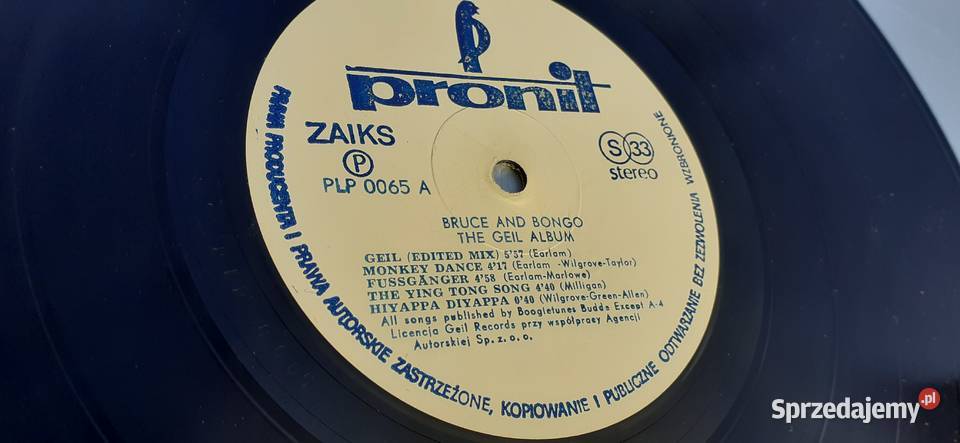 pronit
ZAIKS
P
PLP 0065 A
S 33
stereo
BRUCE AND BONGO
THE GEIL ALBUM
GEIL (EDITED MIX) 5'57 (Earlam)
MONKEY DANCE 4'17 (Earlam -Wilgrove-Taylor)
FUSSGÄNGER 4'58 (Earlam-Marlowe)
THE YING TONG SONG 4'40 (Milligan)
HIYAPPA DIYAPPA 0'40 (Wilgrove-Green-Allen)
All songs published by Boogletunes Budde Except A-4
Licencja Geil Records przy współpracy Agencji
Autorskiej Sp. z. o. o.
PRAWA PRODUCENTA I PRAWA AUTORSKIE ZASTRZEŻONE, KOPIOWANIE I PUBLICZNE ODTWARZANIE BEZ ZEZWOLENIA WZBRONIONE
Sprzedajemy.pl